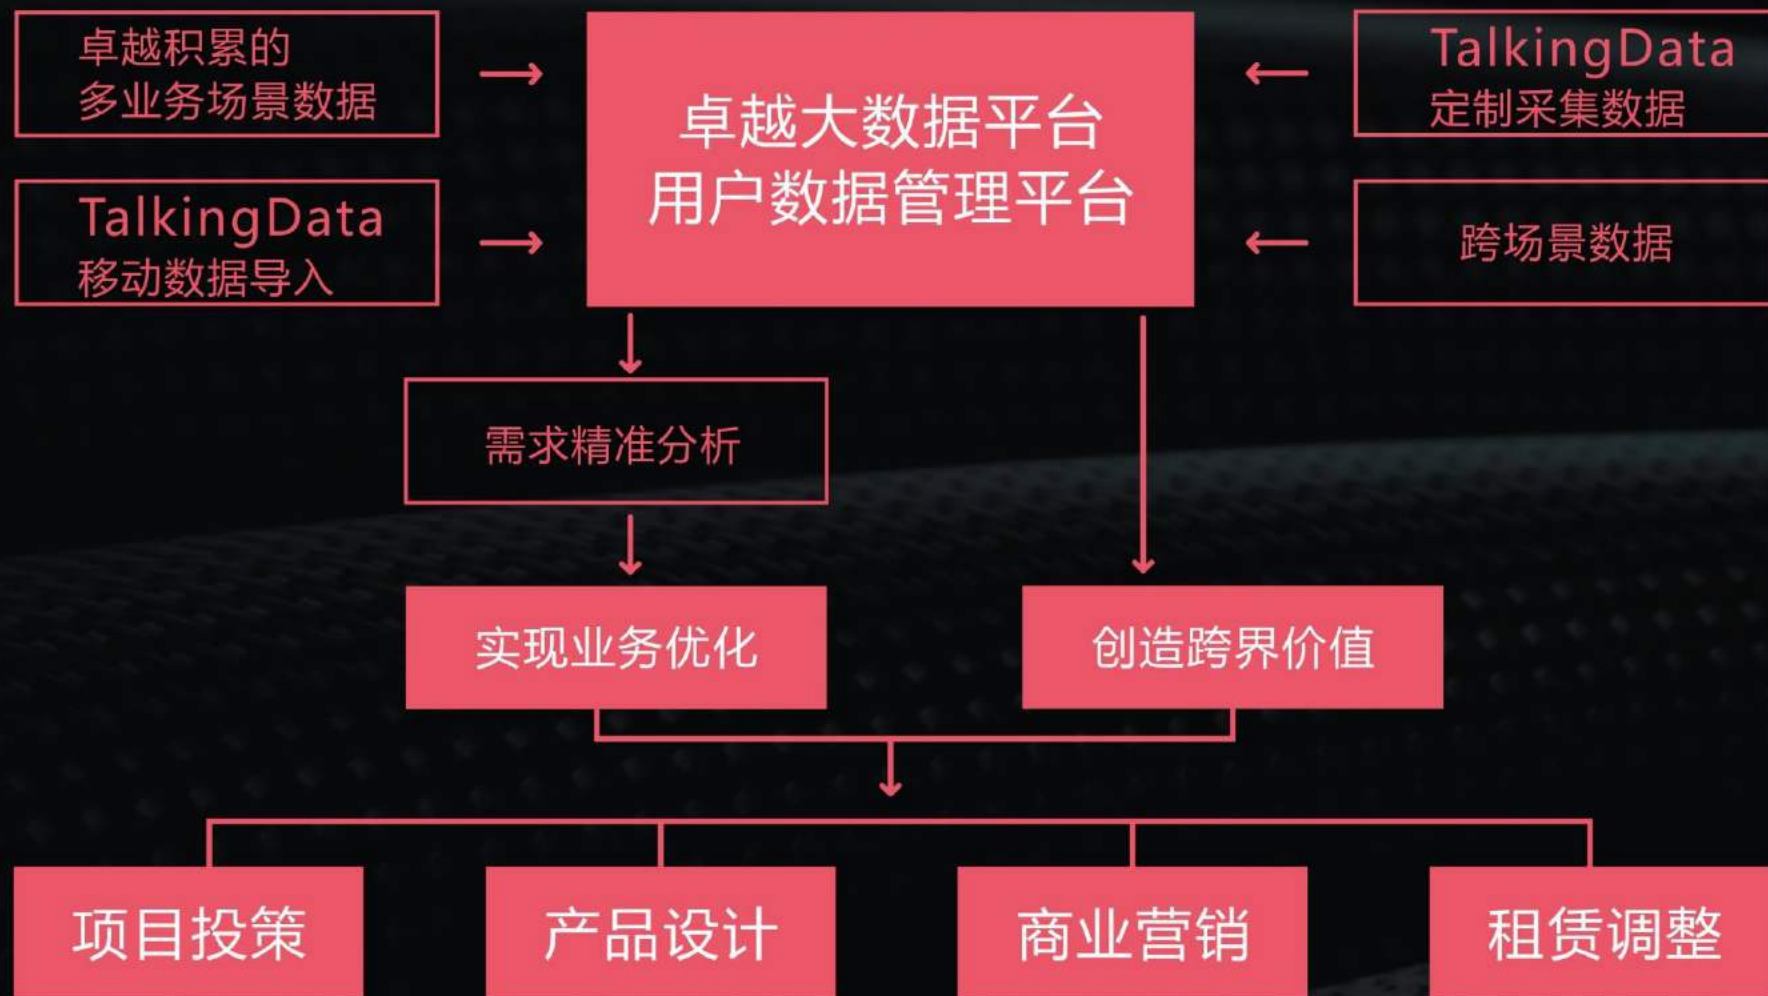 卓越积累的
多业务场景数据
卓越大数据平台
用户数据管理平台
TalkingData
定制采集数据
TalkingData
移动数据导入
跨场景数据
需求精准分析
实现业务优化
创造跨界价值
项目投策
产品设计
商业营销
租赁调整